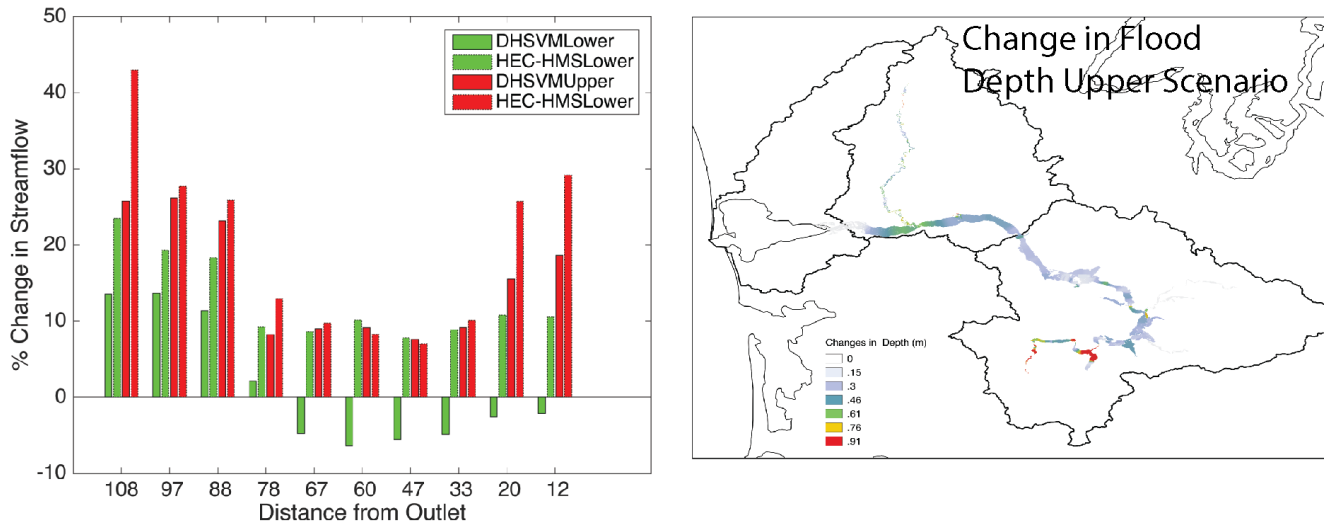 50
40
30
20
10
0
-10
% Change in Streamflow
DHSVMLower
HEC-HMSLower
DHSVMUpper
HEC-HMSLower
108 97 88 78 67 60 47 33 20 12
Distance from Outlet
Change in Flood
Depth Upper Scenario
Changes in Depth (m)
0
.15
.3
.46
.61
.76
.91